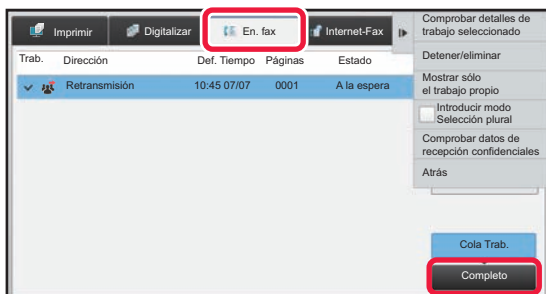 Imprimir
Digitalizar
En. fax
Internet-Fax
Trab.
Dirección
Def. Tiempo
Páginas
Estado
Retransmisión
10:45 07/07
0001
A la espera
Comprobar detalles de
trabajo seleccionado
Detener/eliminar
Mostrar sólo
el trabajo propio
Introducir modo
Selección plural
Comprobar datos de
recepción confidenciales
Atrás
Cola Trab.
Completo